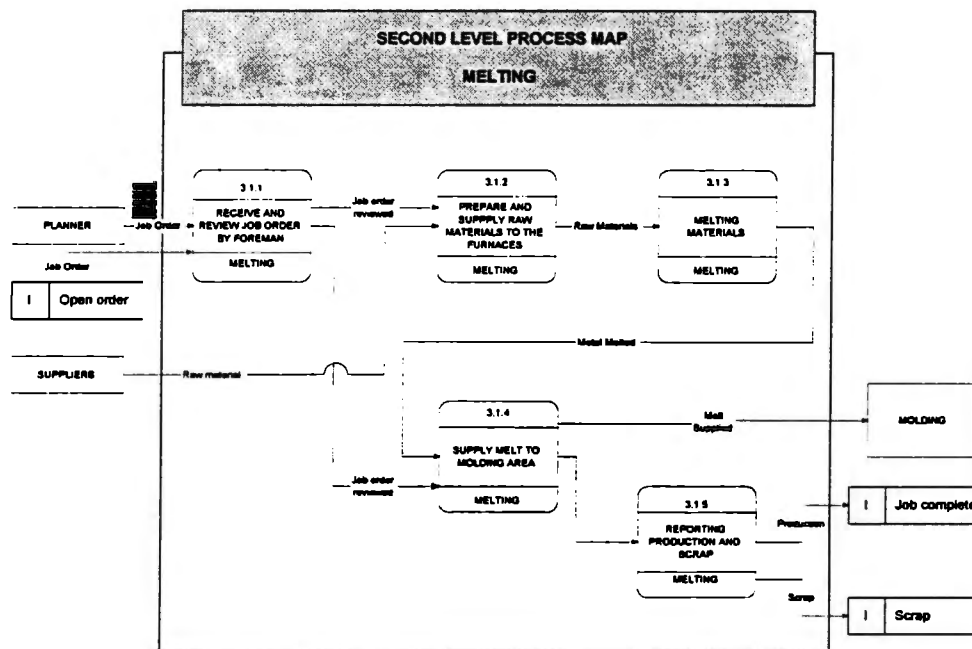 SECOND LEVEL PROCESS MAP
MELTING
3.1.1
RECEIVE AND
REVIEW JOB ORDER
BY FOREMAN
MELTING
Job order
reviewed
3.1.2
PREPARE AND
SUPPPLY RAW
MATERIALS TO THE
FURNACES
MELTING
Raw Materials
3.1.3
MELTING
MATERIALS
MELTING
PLANNER
Job Order
Job Order
I
Open order
Metal Melted
SUPPLIERS
Raw material
3.1.4
SUPPLY MELT TO
MOLDING AREA
MELTING
Melt
Supplied
MOLDING
Job order
reviewed
3.1.5
REPORTING
PRODUCTION AND
SCRAP
MELTING
Production
I
Job complete
Scrap
I
Scrap